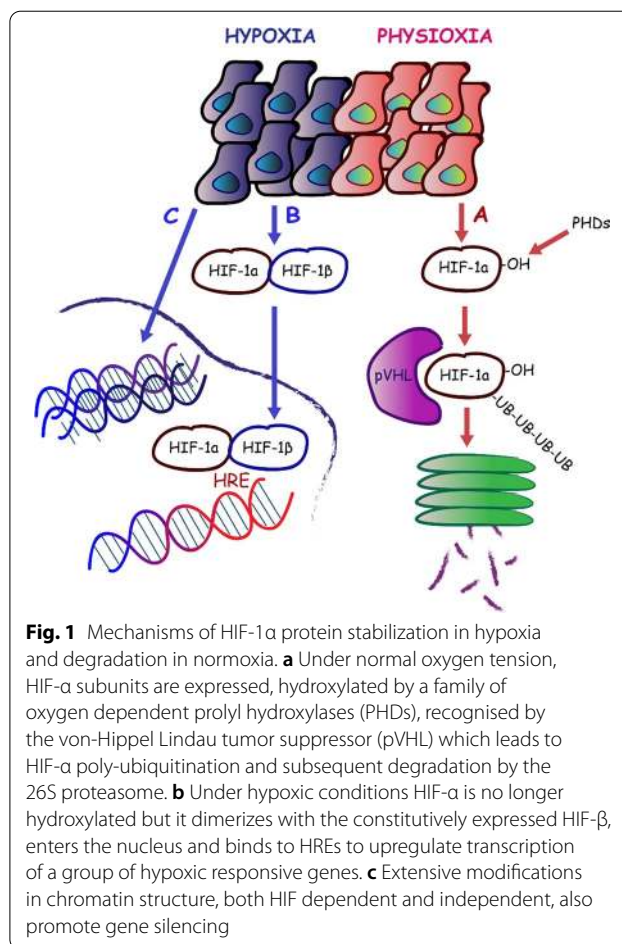 HYPOXIA PHYSIOXIA
C B A
PHDs
HIF-1α HIF-1β HIF-1α -OH
pVHL HIF-1α -OH
-UB-UB-UB-UB
HIF-1α HIF-1β
HRE
Fig. 1 Mechanisms of HIF-1α protein stabilization in hypoxia
and degradation in normoxia. a Under normal oxygen tension,
HIF-α subunits are expressed, hydroxylated by a family of
oxygen dependent prolyl hydroxylases (PHDs), recognised by
the von-Hippel Lindau tumor suppressor (pVHL) which leads to
HIF-α poly-ubiquitination and subsequent degradation by the
26S proteasome. b Under hypoxic conditions HIF-α is no longer
hydroxylated but it dimerizes with the constitutively expressed HIF-β,
enters the nucleus and binds to HREs to upregulate transcription
of a group of hypoxic responsive genes. c Extensive modifications
in chromatin structure, both HIF dependent and independent, also
promote gene silencing